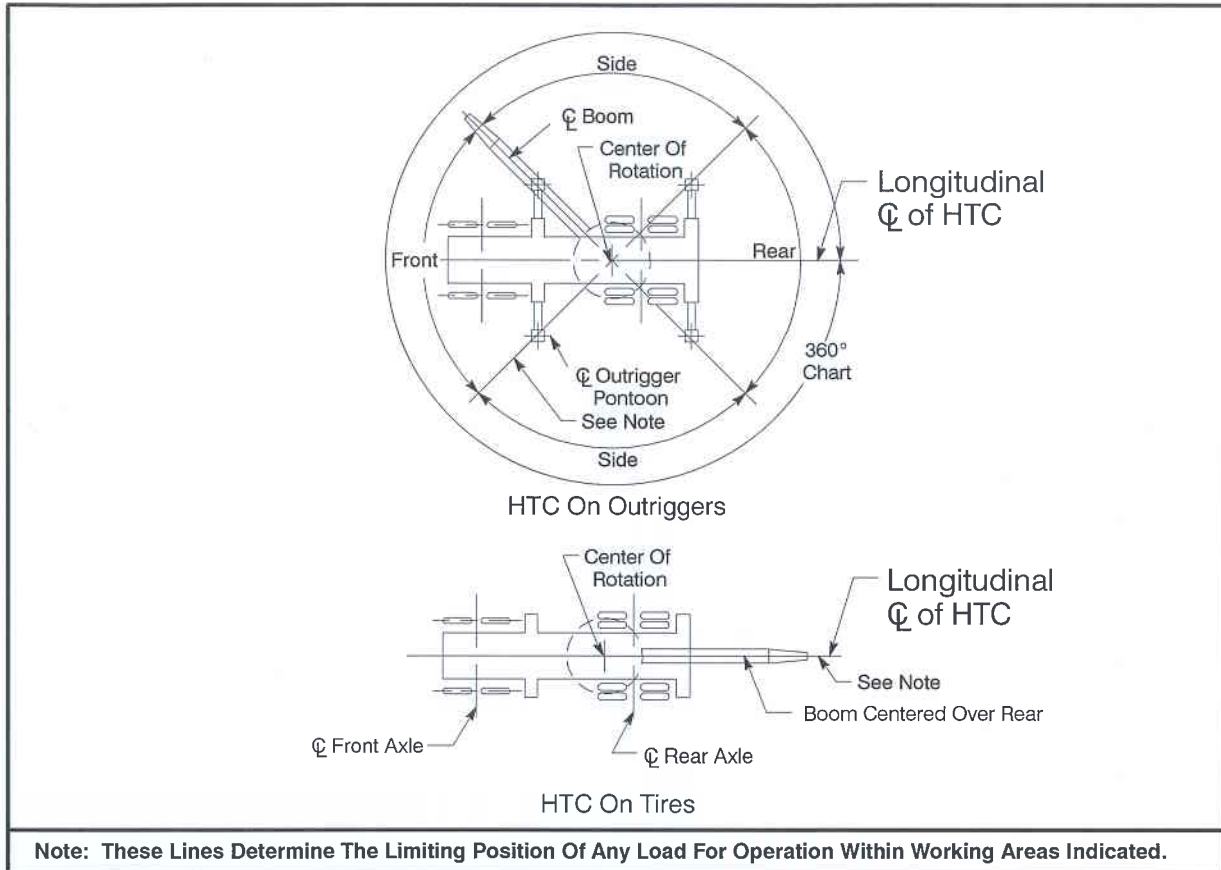 Side
℄ Boom
Center Of
Rotation
Longitudinal
℄ of HTC
Front
Rear
360°
Chart
℄ Outrigger
Pontoon
See Note
Side
HTC On Outriggers
Center Of
Rotation
Longitudinal
℄ of HTC
See Note
Boom Centered Over Rear
℄ Front Axle
℄ Rear Axle
HTC On Tires
Note: These Lines Determine The Limiting Position Of Any Load For Operation Within Working Areas Indicated.